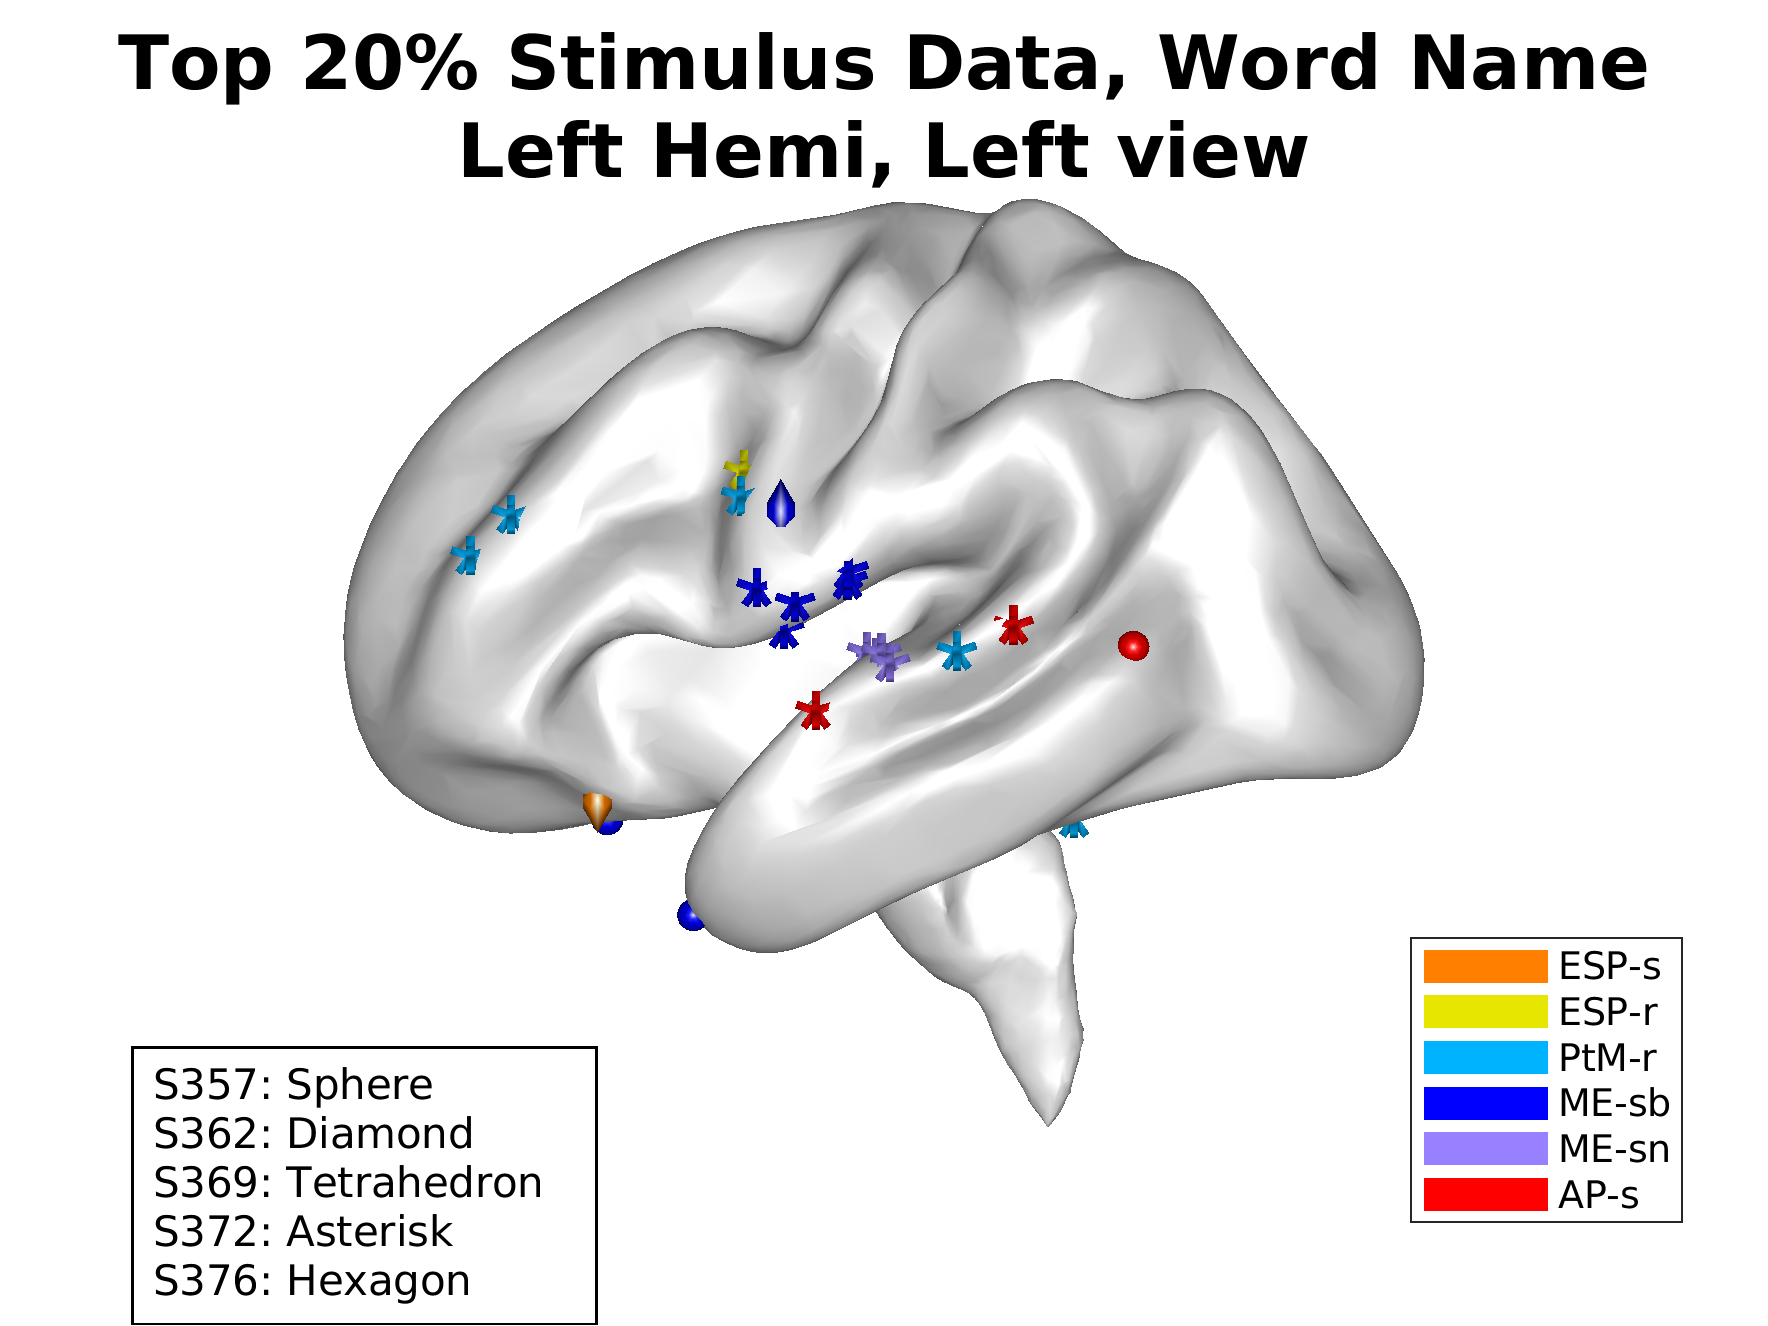 Top 20% Stimulus Data, Word Name
Left Hemi, Left view
ESP-s
ESP-r
PtM-r
ME-sb
ME-sn
AP-s
S357: Sphere
S362: Diamond
S369: Tetrahedron
S372: Asterisk
S376: Hexagon